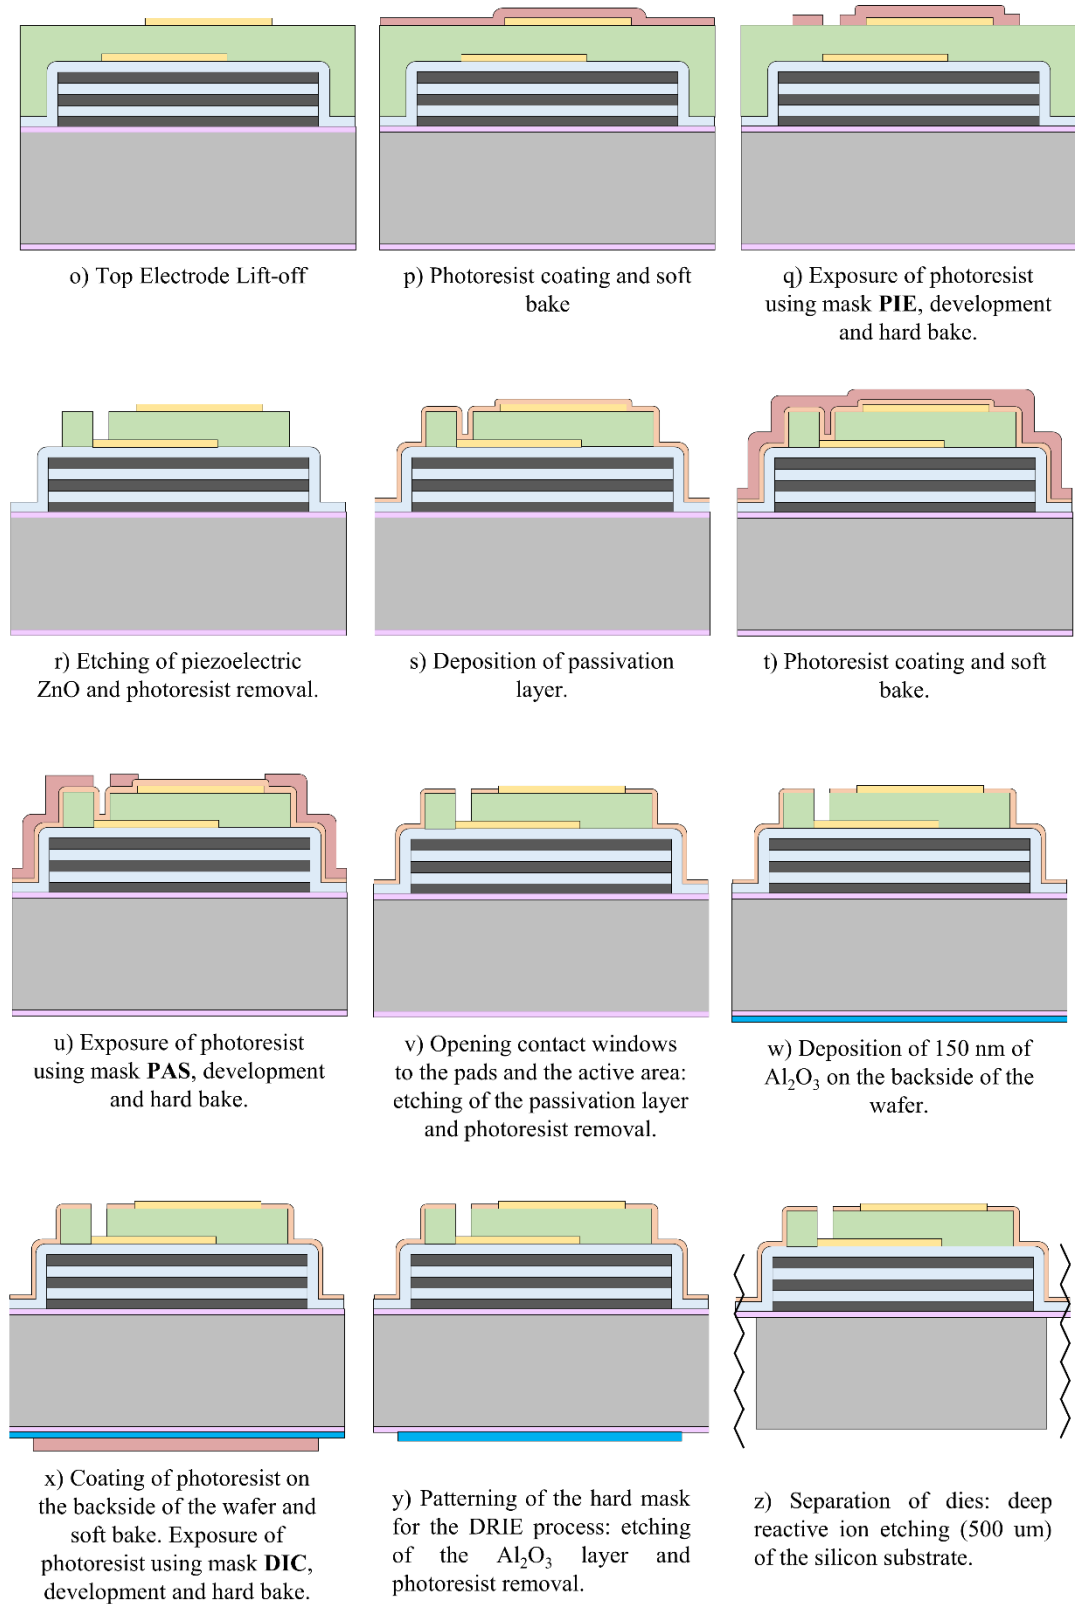 o) Top Electrode Lift-off
p) Photoresist coating and soft
bake
q) Exposure of photoresist
using mask PIE, development
and hard bake.
r) Etching of piezoelectric
ZnO and photoresist removal.
s) Deposition of passivation
layer.
t) Photoresist coating and soft
bake.
u) Exposure of photoresist
using mask PAS, development
and hard bake.
v) Opening contact windows
to the pads and the active area:
etching of the passivation layer
and photoresist removal.
w) Deposition of 150 nm of
Al₂O₃ on the backside of the
wafer.
x) Coating of photoresist on
the backside of the wafer and
soft bake. Exposure of
photoresist using mask DIC,
development and hard bake.
y) Patterning of the hard mask
for the DRIE process: etching
of the Al₂O₃ layer and
photoresist removal.
z) Separation of dies: deep
reactive ion etching (500 um)
of the silicon substrate.